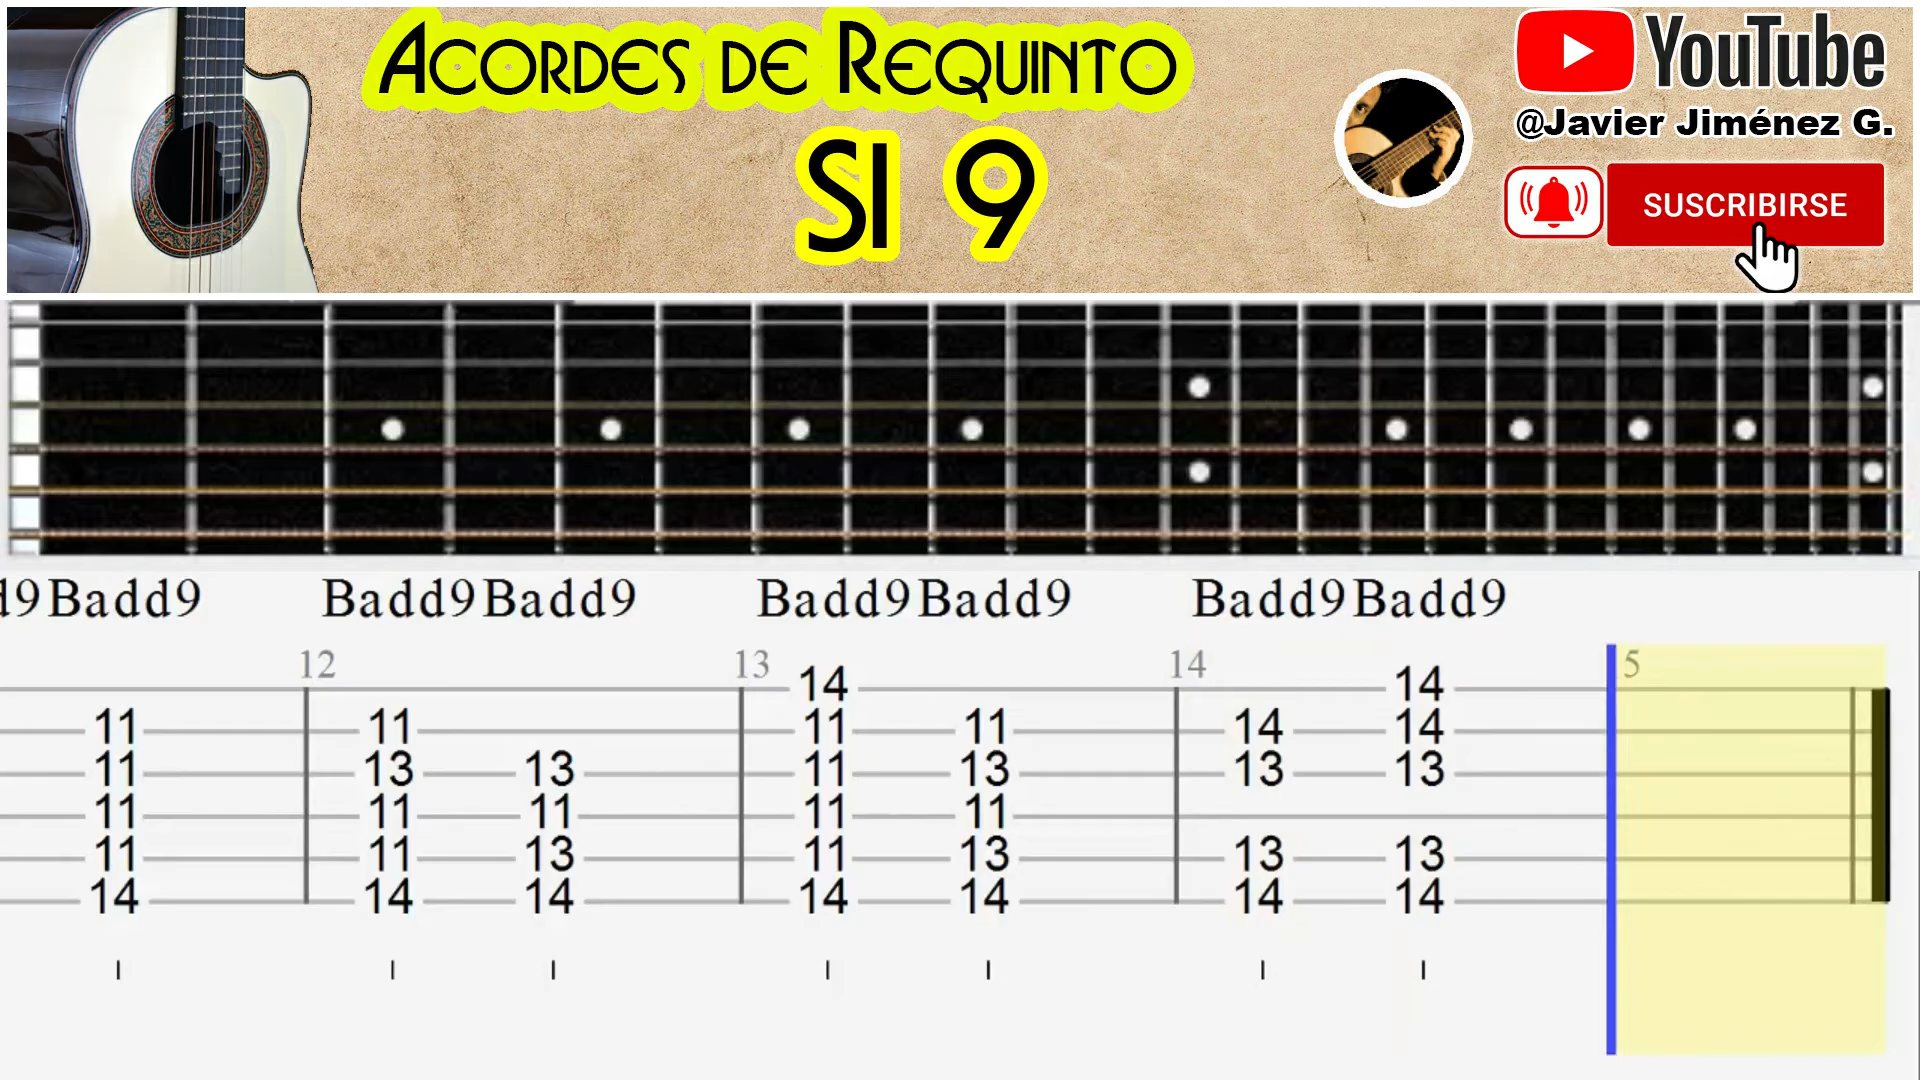 ACORDES DE REQUINTO
SI 9
YouTube
@Javier Jiménez G.
SUSCRIBIRSE
d9 Badd9 Badd9 Badd9 Badd9 Badd9 Badd9 Badd9
12 13 14 5
14 14
11 11 11 11 14 14
11 13 13 11 13 13 13
11 11 11 11 11
11 11 13 11 13 13 13
14 14 14 14 14 14 14